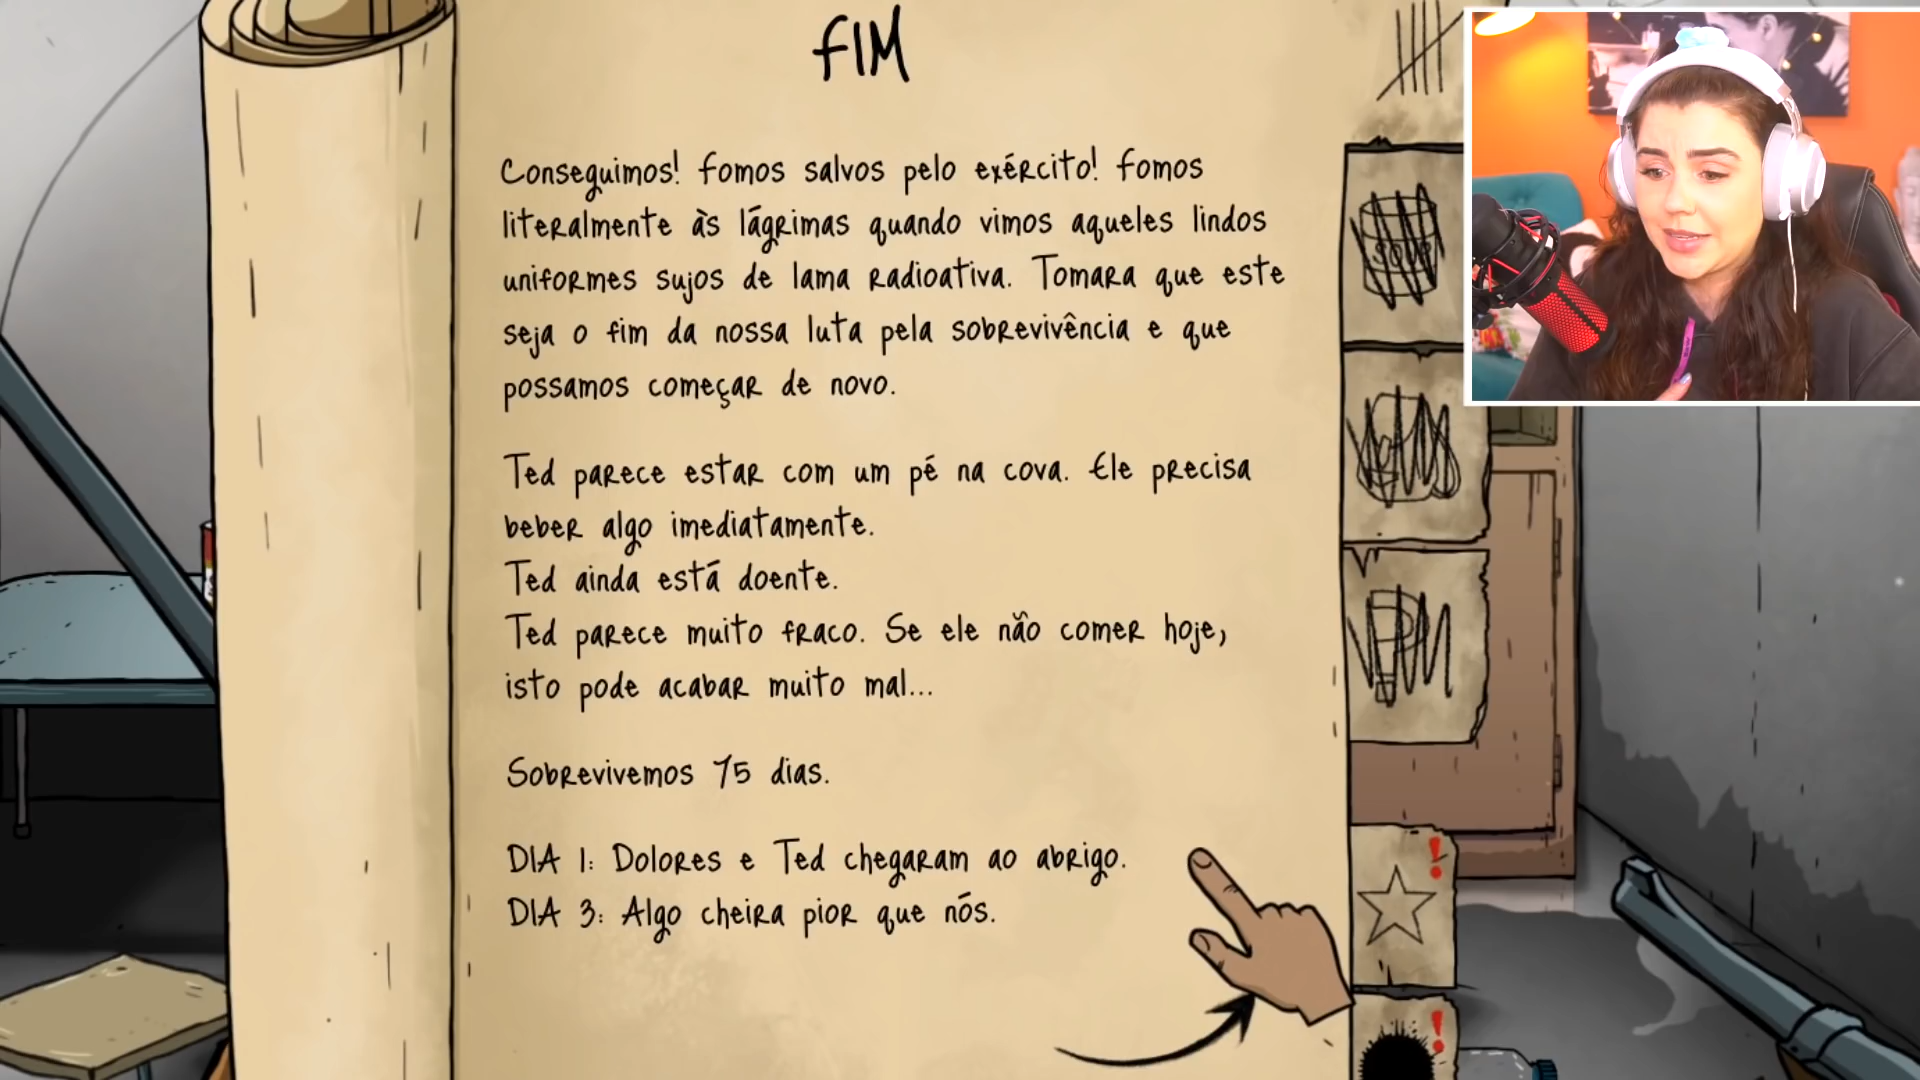 FIM
Conseguimos! Fomos salvos pelo exército! Fomos
literalmente às lágrimas quando vimos aqueles lindos
uniformes sujos de lama radioativa. Tomara que este
seja o fim da nossa luta pela sobrevivência e que
possamos começar de novo.
Ted parece estar com um pé na cova. Ele precisa
beber algo imediatamente.
Ted ainda está doente.
Ted parece muito fraco. Se ele não comer hoje,
isto pode acabar muito mal...
Sobrevivemos 75 dias.
DIA 1: Dolores e Ted chegaram ao abrigo.
DIA 3: Algo cheira pior que nós.
SOUP
!
!